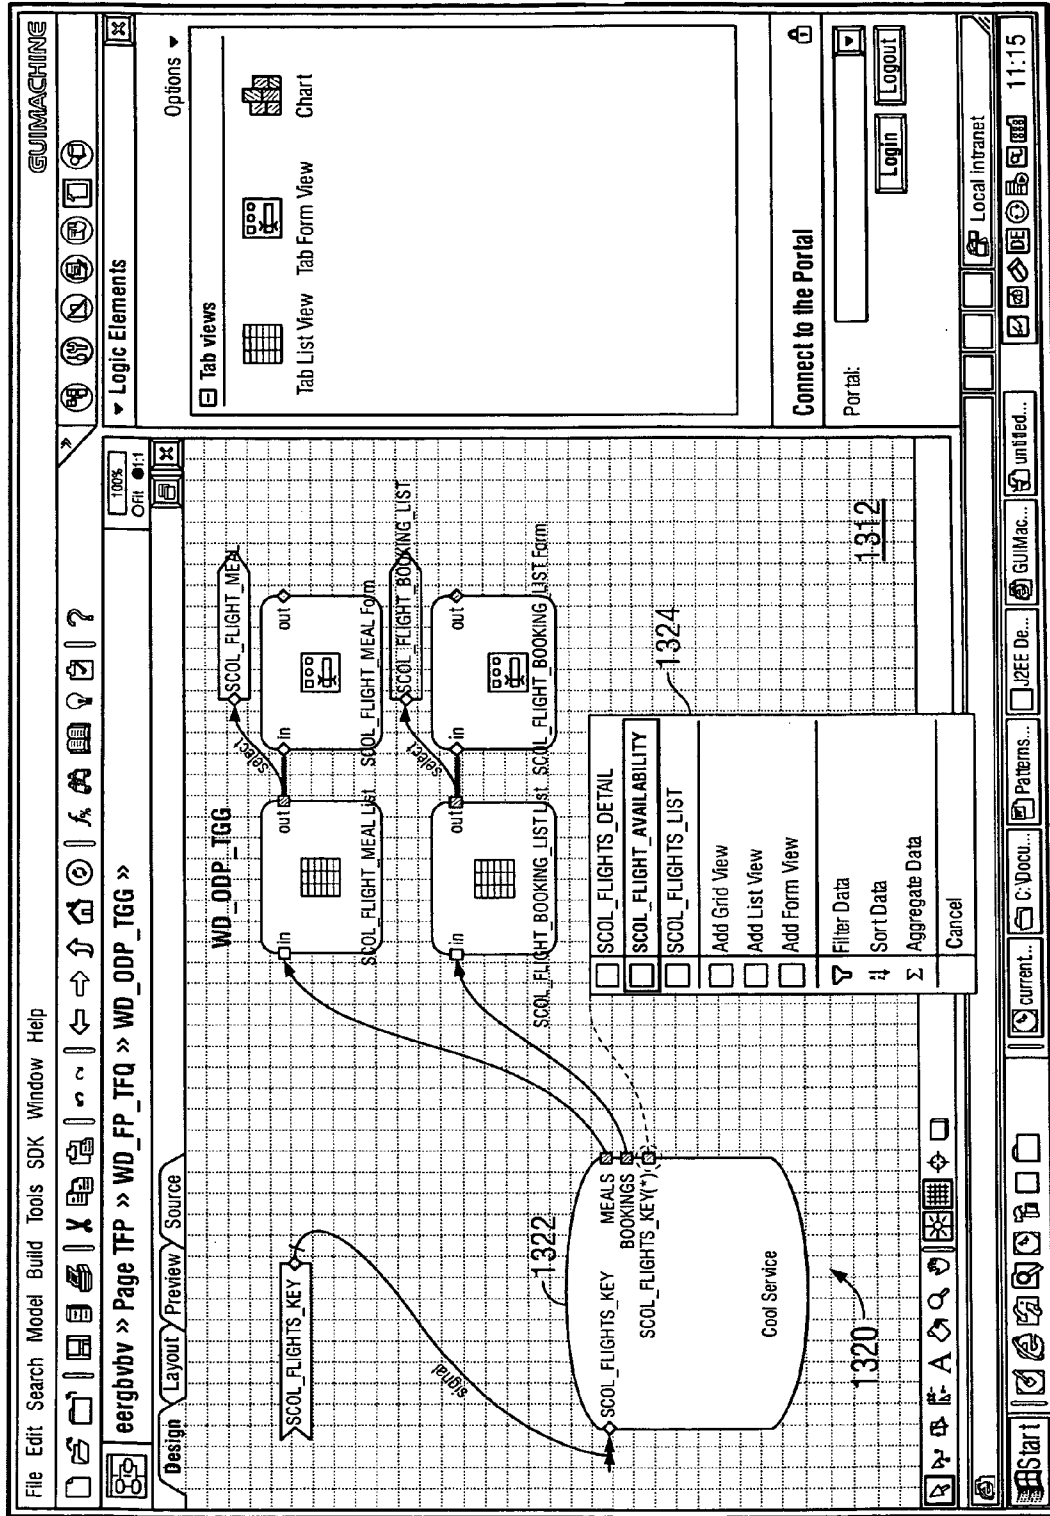 GUIMACHINE
File Edit Search Model Build Tools SDK Window Help
eergbvbv » Page TFP » WD_FP_TFQ » WD_ODP_TGG »
100%
Fit 1:1
Design Layout Preview Source
SCOL_FLIGHTS_KEY
signal
WD_ODP_TGG
in
out
SCOL_FLIGHT_MEAL List
select
SCOL_FLIGHT_MEAL
in
out
SCOL_FLIGHT MEAL Form
in
out
SCOL_FLIGHT_BOOKING_LIST List
select
SCOL_FLIGHT BOOKING_LIST
in
out
SCOL_FLIGHT_BOOKING_LIST Form
1322
SCOL_FLIGHTS_KEY
MEALS
BOOKINGS
SCOL_FLIGHTS_KEY(*)
Cool Service
1320
1324
SCOL_FLIGHTS_DETAIL
SCOL_FLIGHT_AVAILABILITY
SCOL_FLIGHTS_LIST
Add Grid View
Add List View
Add Form View
Filter Data
Sort Data
Σ Aggregate Data
Cancel
1312
Logic Elements
Options
Tab views
Tab List View Tab Form View Chart
Connect to the Portal
Portal:
Login Logout
Local intranet
Start
current..
C:\Docu...
Patterns...
J2EE De...
GUIMac...
untitled...
DE
11:15